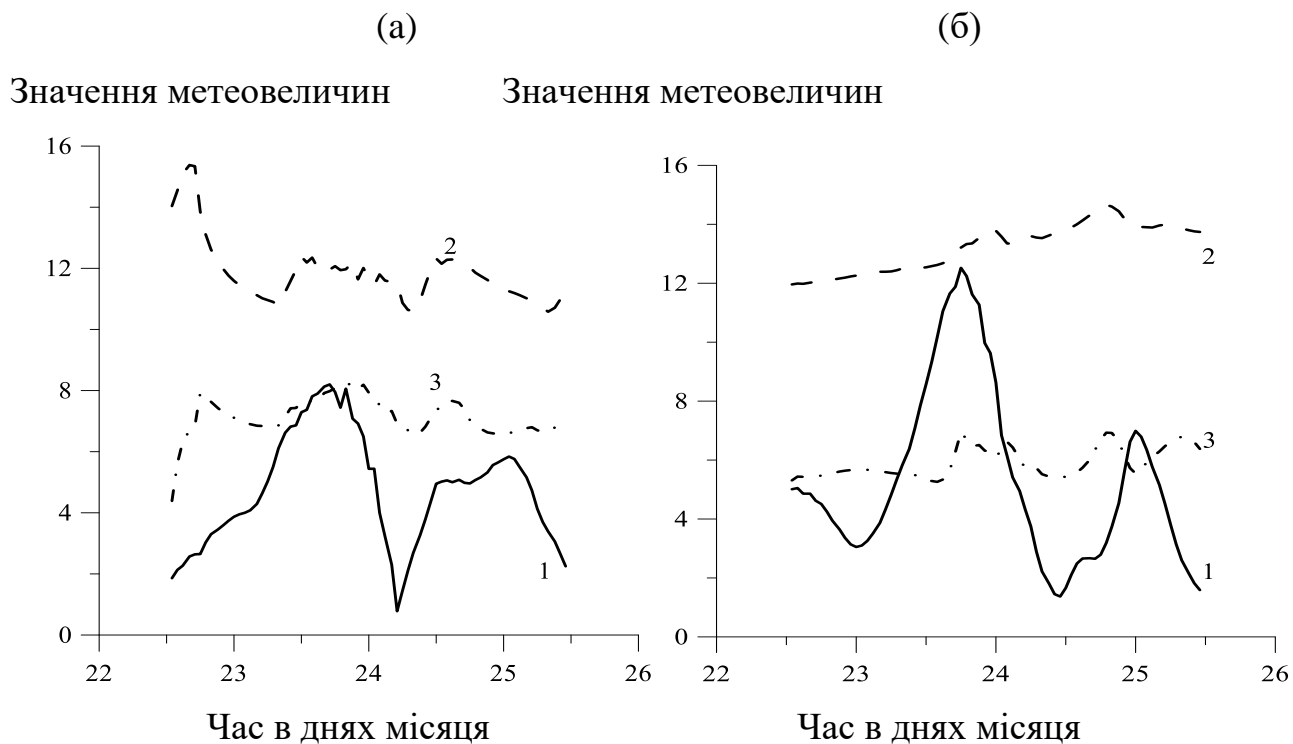 (а) (б)
Значення метеовеличин Значення метеовеличин
16 16
2 2
12 12
8 3 8
3
4 4
1 1
0 0
22 23 24 25 26 22 23 24 25 26
Час в днях місяця Час в днях місяця